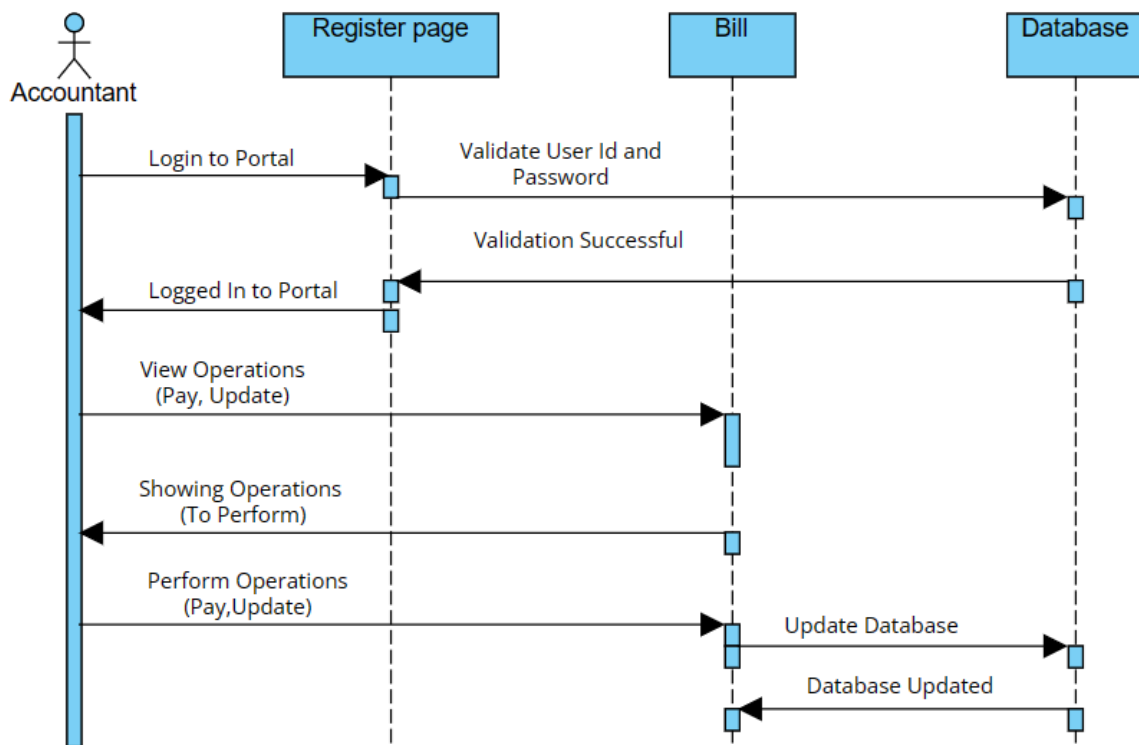 Register page
Bill
Database
Accountant
Login to Portal
Validate User Id and
Password
Validation Successful
Logged In to Portal
View Operations
(Pay, Update)
Showing Operations
(To Perform)
Perform Operations
(Pay,Update)
Update Database
Database Updated